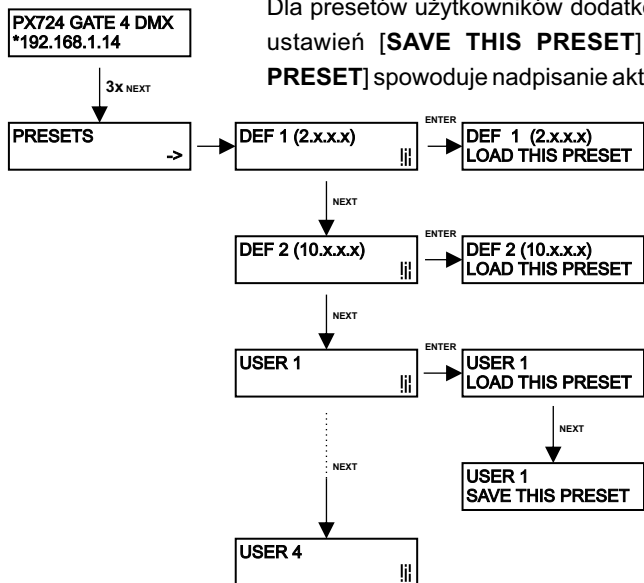 Dla presetów użytkowników dodatk
ustawień [SAVE THIS PRESET]
PRESET] spowoduje nadpisanie akt
PX724 GATE 4 DMX
*192.168.1.14
3x NEXT
PRESETS
->
DEF 1 (2.x.x.x)
ENTER
DEF 1 (2.x.x.x)
LOAD THIS PRESET
NEXT
DEF 2 (10.x.x.x)
ENTER
DEF 2 (10.x.x.x)
LOAD THIS PRESET
NEXT
USER 1
ENTER
USER 1
LOAD THIS PRESET
NEXT
USER 1
SAVE THIS PRESET
NEXT
USER 4